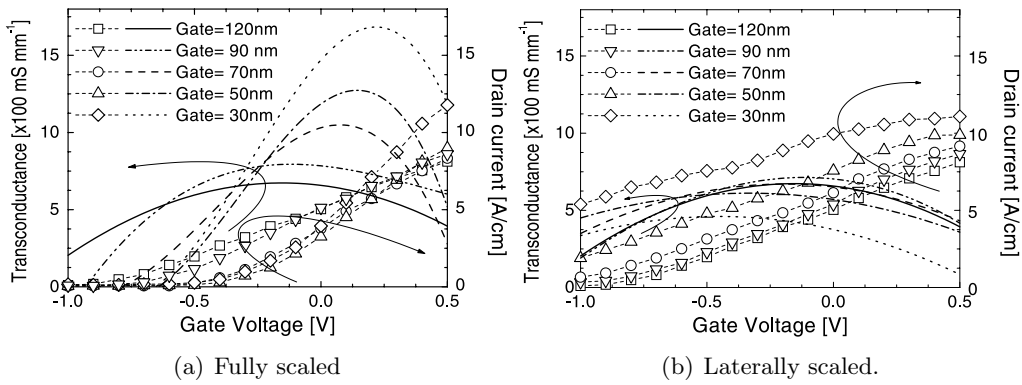 Transconductance [x100 mS mm⁻¹]
15
10
5
0
Gate=120nm
Gate= 90 nm
Gate= 70nm
Gate= 50nm
Gate= 30nm
15
10
5
0
Drain current [A/cm]
-1.0 -0.5 0.0 0.5
Gate Voltage [V]
(a) Fully scaled
Transconductance [x100 mS mm⁻¹]
15
10
5
0
Gate=120nm
Gate= 90nm
Gate= 70nm
Gate= 50nm
Gate= 30nm
15
10
5
0
Drain current [A/cm]
-1.0 -0.5 0.0 0.5
Gate Voltage [V]
(b) Laterally scaled.